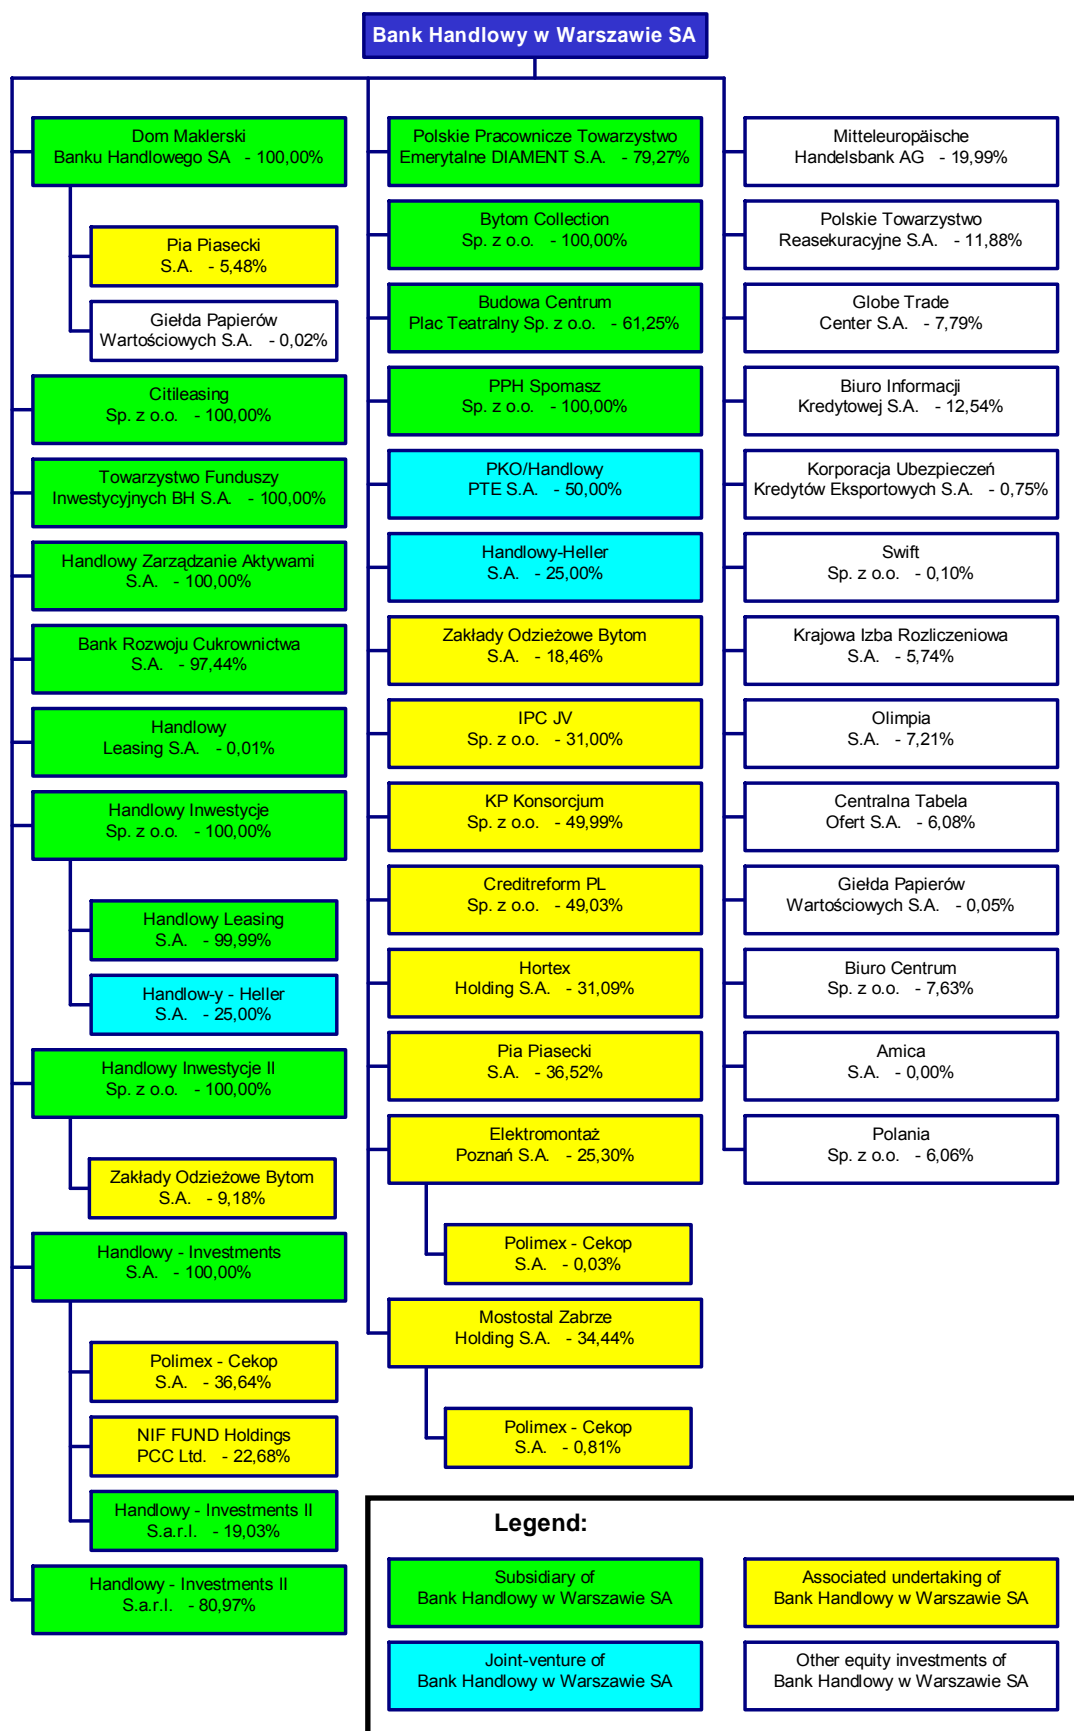 Bank Handlowy w Warszawie SA
Dom Maklerski
Banku Handlowego SA - 100,00%
Pia Piasecki
S.A. - 5,48%
Giełda Papierów
Wartościowych S.A. - 0,02%
Citileasing
Sp. z o.o. - 100,00%
Towarzystwo Funduszy
Inwestycyjnych BH S.A. - 100,00%
Handlowy Zarządzanie Aktywami
S.A. - 100,00%
Bank Rozwoju Cukrownictwa
S.A. - 97,44%
Handlowy
Leasing S.A. - 0,01%
Handlowy Inwestycje
Sp. z o.o. - 100,00%
Handlowy Leasing
S.A. - 99,99%
Handlow-y - Heller
S.A. - 25,00%
Handlowy Inwestycje II
Sp. z o.o. - 100,00%
Zakłady Odzieżowe Bytom
S.A. - 9,18%
Handlowy - Investments
S.A. - 100,00%
Polimex - Cekop
S.A. - 36,64%
NIF FUND Holdings
PCC Ltd. - 22,68%
Handlowy - Investments II
S.a.r.l. - 19,03%
Handlowy - Investments II
S.a.r.l. - 80,97%
Polskie Pracownicze Towarzystwo
Emerytalne DIAMENT S.A. - 79,27%
Bytom Collection
Sp. z o.o. - 100,00%
Budowa Centrum
Plac Teatralny Sp. z o.o. - 61,25%
PPH Spomasz
Sp. z o.o. - 100,00%
PKO/Handlowy
PTE S.A. - 50,00%
Handlowy-Heller
S.A. - 25,00%
Zakłady Odzieżowe Bytom
S.A. - 18,46%
IPC JV
Sp. z o.o. - 31,00%
KP Konsorcjum
Sp. z o.o. - 49,99%
Creditreform PL
Sp. z o.o. - 49,03%
Hortex
Holding S.A. - 31,09%
Pia Piasecki
S.A. - 36,52%
Elektromontaż
Poznań S.A. - 25,30%
Polimex - Cekop
S.A. - 0,03%
Mostostal Zabrze
Holding S.A. - 34,44%
Polimex - Cekop
S.A. - 0,81%
Mitteleuropäische
Handelsbank AG - 19,99%
Polskie Towarzystwo
Reasekuracyjne S.A. - 11,88%
Globe Trade
Center S.A. - 7,79%
Biuro Informacji
Kredytowej S.A. - 12,54%
Korporacja Ubezpieczeń
Kredytów Eksportowych S.A. - 0,75%
Swift
Sp. z o.o. - 0,10%
Krajowa Izba Rozliczeniowa
S.A. - 5,74%
Olimpia
S.A. - 7,21%
Centralna Tabela
Ofert S.A. - 6,08%
Giełda Papierów
Wartościowych S.A. - 0,05%
Biuro Centrum
Sp. z o.o. - 7,63%
Amica
S.A. - 0,00%
Polania
Sp. z o.o. - 6,06%
Legend:
Subsidiary of
Bank Handlowy w Warszawie SA
Associated undertaking of
Bank Handlowy w Warszawie SA
Joint-venture of
Bank Handlowy w Warszawie SA
Other equity investments of
Bank Handlowy w Warszawie SA